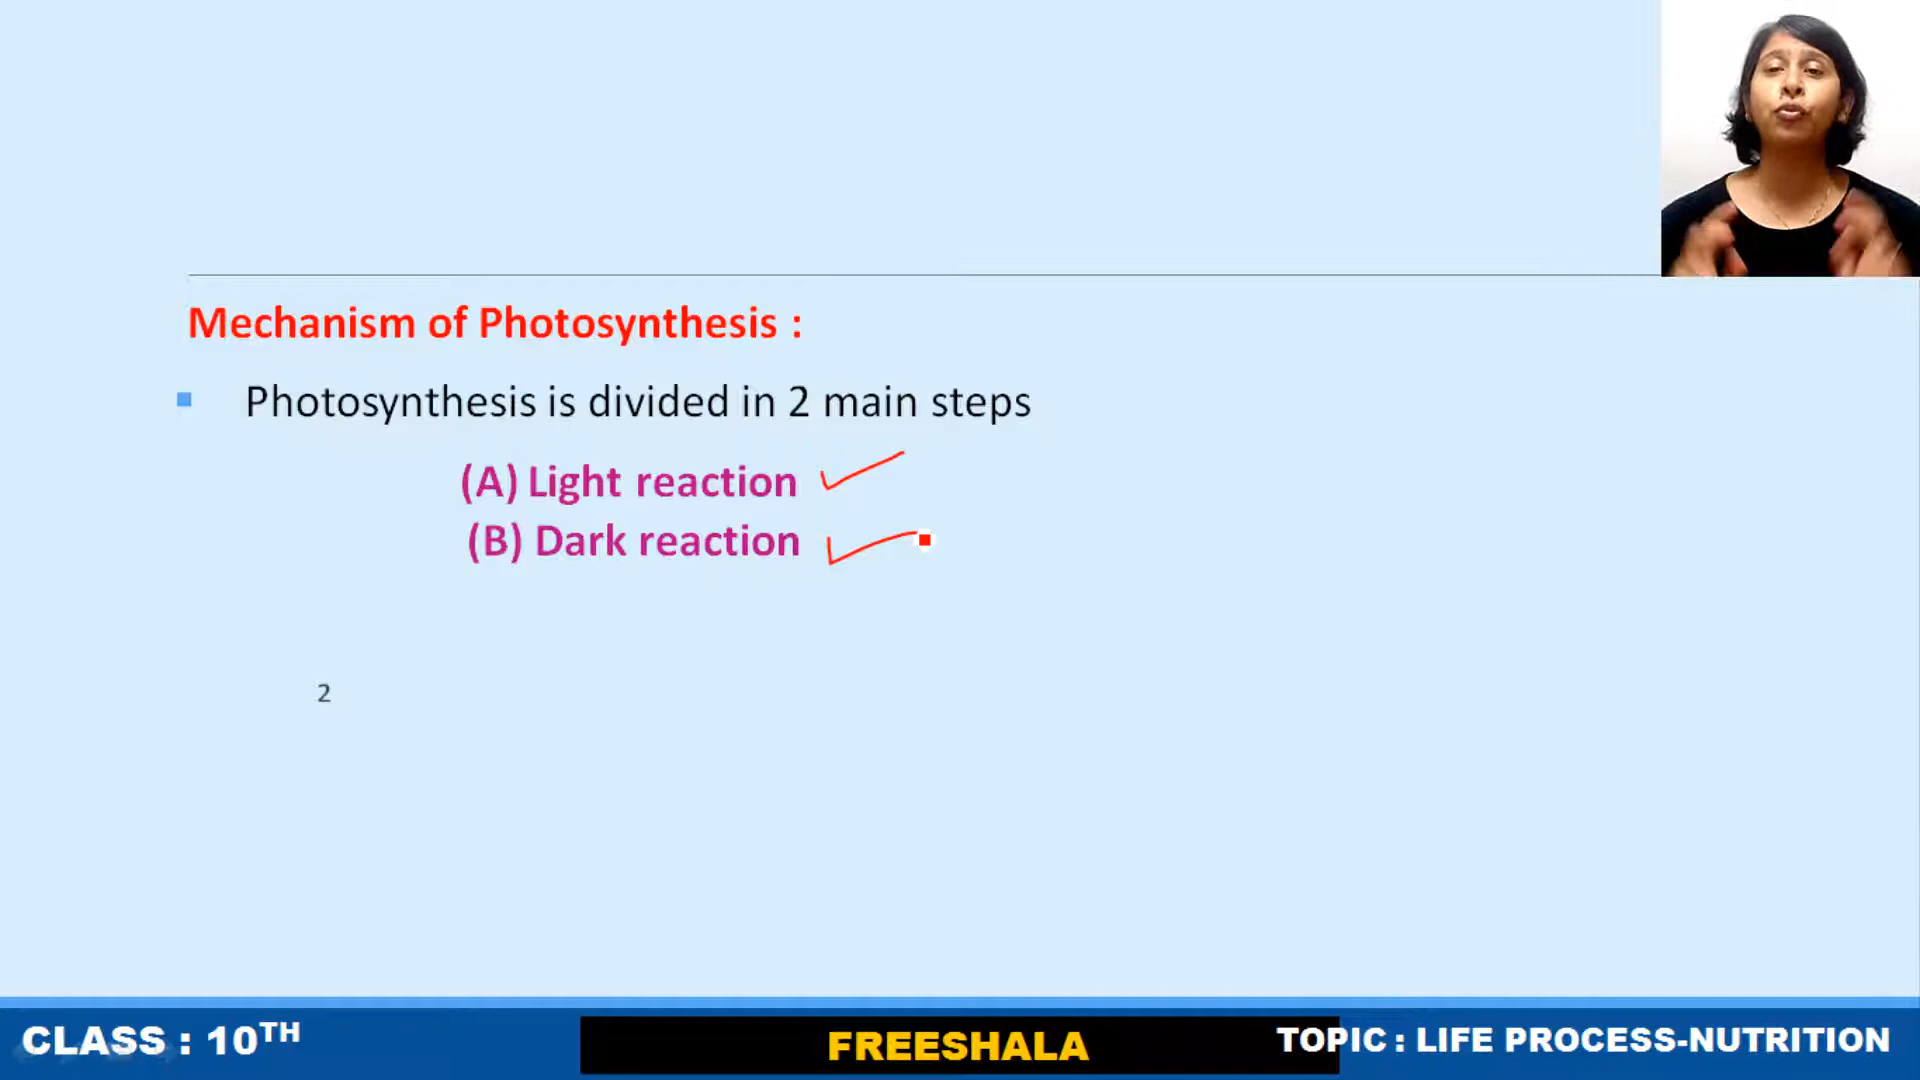 Mechanism of Photosynthesis :
Photosynthesis is divided in 2 main steps
(A) Light reaction
(B) Dark reaction
2
CLASS : 10TH
FREESHALA
TOPIC : LIFE PROCESS-NUTRITION